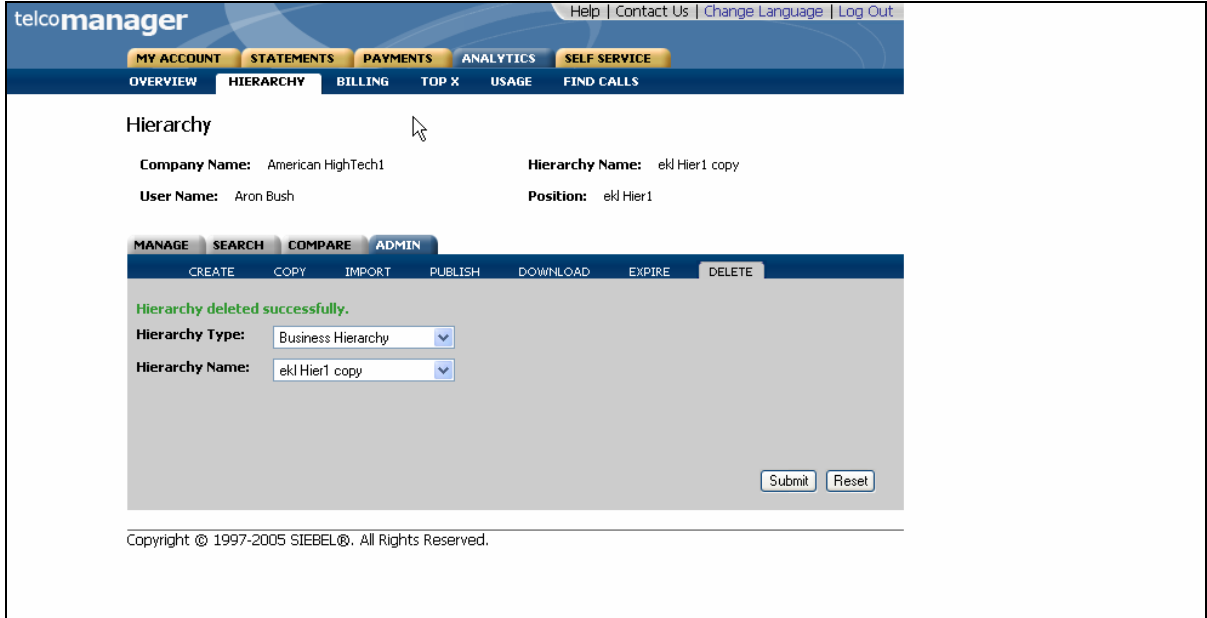 telcomanager
Help | Contact Us | Change Language | Log Out
MY ACCOUNT STATEMENTS PAYMENTS ANALYTICS SELF SERVICE
OVERVIEW HIERARCHY BILLING TOP X USAGE FIND CALLS
Hierarchy
Company Name: American HighTech1 Hierarchy Name: ekl Hier1 copy
User Name: Aron Bush Position: ekl Hier1
MANAGE SEARCH COMPARE ADMIN
CREATE COPY IMPORT PUBLISH DOWNLOAD EXPIRE DELETE
Hierarchy deleted successfully.
Hierarchy Type: Business Hierarchy
Hierarchy Name: ekl Hier1 copy
Submit Reset
Copyright © 1997-2005 SIEBEL®. All Rights Reserved.